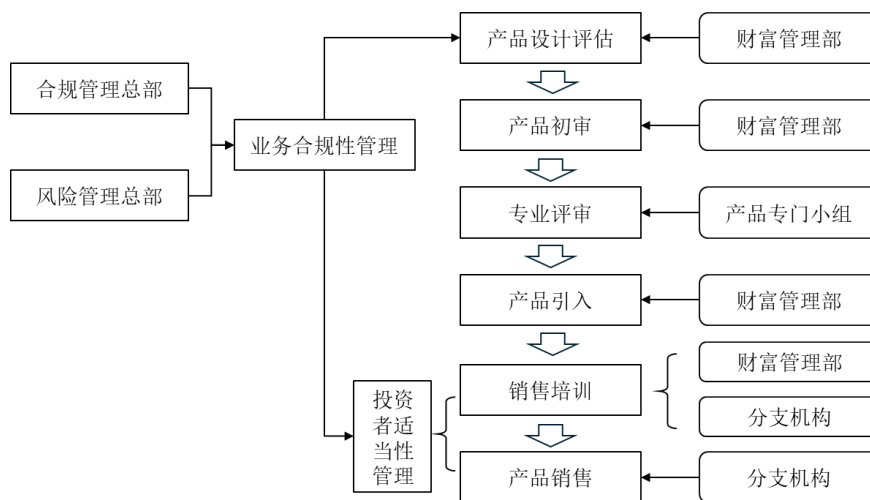 产品设计评估
财富管理部
合规管理总部
产品初审
财富管理部
业务合规性管理
风险管理总部
专业评审
产品专门小组
产品引入
财富管理部
财富管理部
销售培训
投资
者适
当性
管理
分支机构
产品销售
分支机构